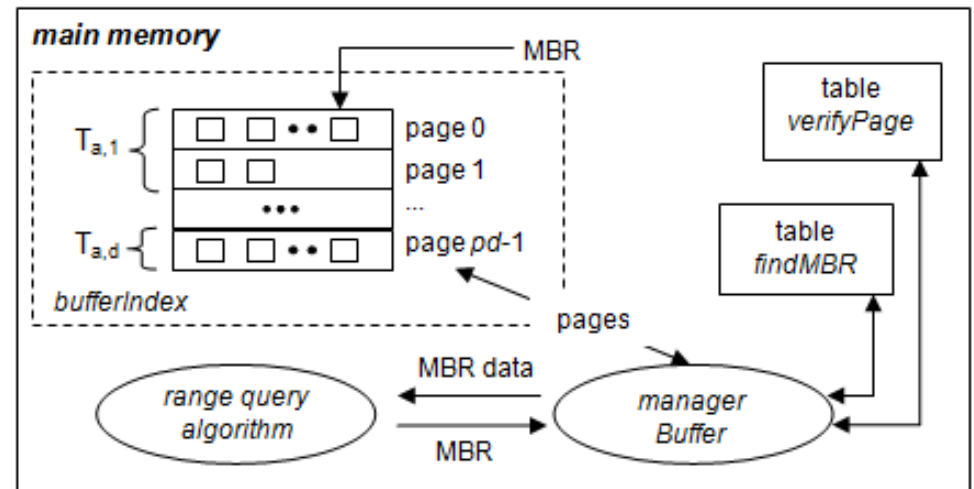 main memory
MBR
T a,1
page 0
page 1
...
T a,d
page pd-1
bufferIndex
table
verifyPage
table
findMBR
pages
MBR data
range query
algorithm
MBR
manager
Buffer